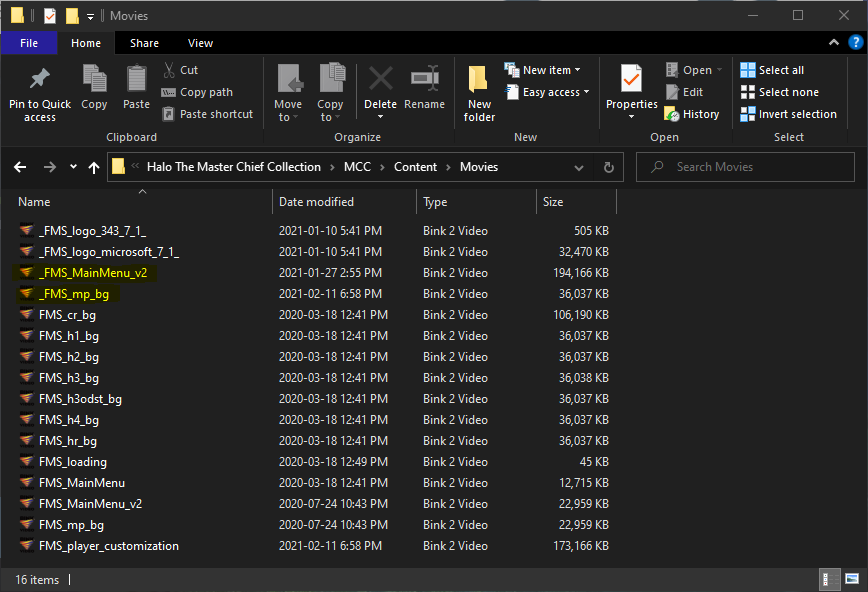 Movies
File Home Share View
Pin to Quick access
Copy
Paste
Cut
Copy path
Paste shortcut
Clipboard
Move to
Copy to
Delete
Rename
Organize
New folder
New item
Easy access
New
Properties
Open
Edit
History
Open
Select all
Select none
Invert selection
Select
« Halo The Master Chief Collection > MCC > Content > Movies
Search Movies
Name Date modified Type Size
_FMS_logo_343_7_1_ 2021-01-10 5:41 PM Bink 2 Video 505 KB
_FMS_logo_microsoft_7_1_ 2021-01-10 5:41 PM Bink 2 Video 32,470 KB
_FMS_MainMenu_v2 2021-01-27 2:55 PM Bink 2 Video 194,166 KB
_FMS_mp_bg 2021-02-11 6:58 PM Bink 2 Video 36,037 KB
FMS_cr_bg 2020-03-18 12:41 PM Bink 2 Video 106,190 KB
FMS_h1_bg 2020-03-18 12:41 PM Bink 2 Video 36,037 KB
FMS_h2_bg 2020-03-18 12:41 PM Bink 2 Video 36,037 KB
FMS_h3_bg 2020-03-18 12:41 PM Bink 2 Video 36,038 KB
FMS_h3odst_bg 2020-03-18 12:41 PM Bink 2 Video 36,037 KB
FMS_h4_bg 2020-03-18 12:41 PM Bink 2 Video 36,037 KB
FMS_hr_bg 2020-03-18 12:41 PM Bink 2 Video 36,037 KB
FMS_loading 2020-03-18 12:49 PM Bink 2 Video 45 KB
FMS_MainMenu 2020-03-18 12:41 PM Bink 2 Video 12,715 KB
FMS_MainMenu_v2 2020-07-24 10:43 PM Bink 2 Video 22,959 KB
FMS_mp_bg 2020-07-24 10:43 PM Bink 2 Video 22,959 KB
FMS_player_customization 2021-02-11 6:58 PM Bink 2 Video 173,166 KB
16 items